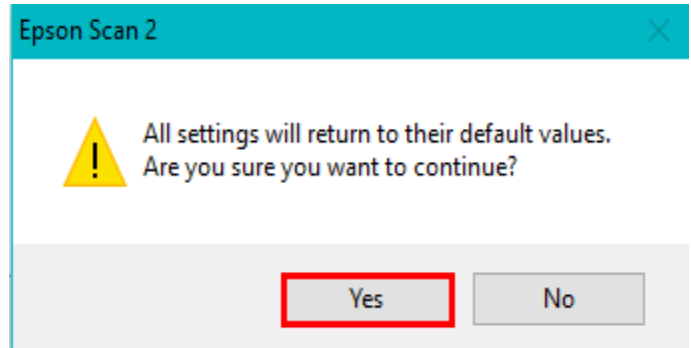 Epson Scan 2
All settings will return to their default values.
Are you sure you want to continue?
Yes
No